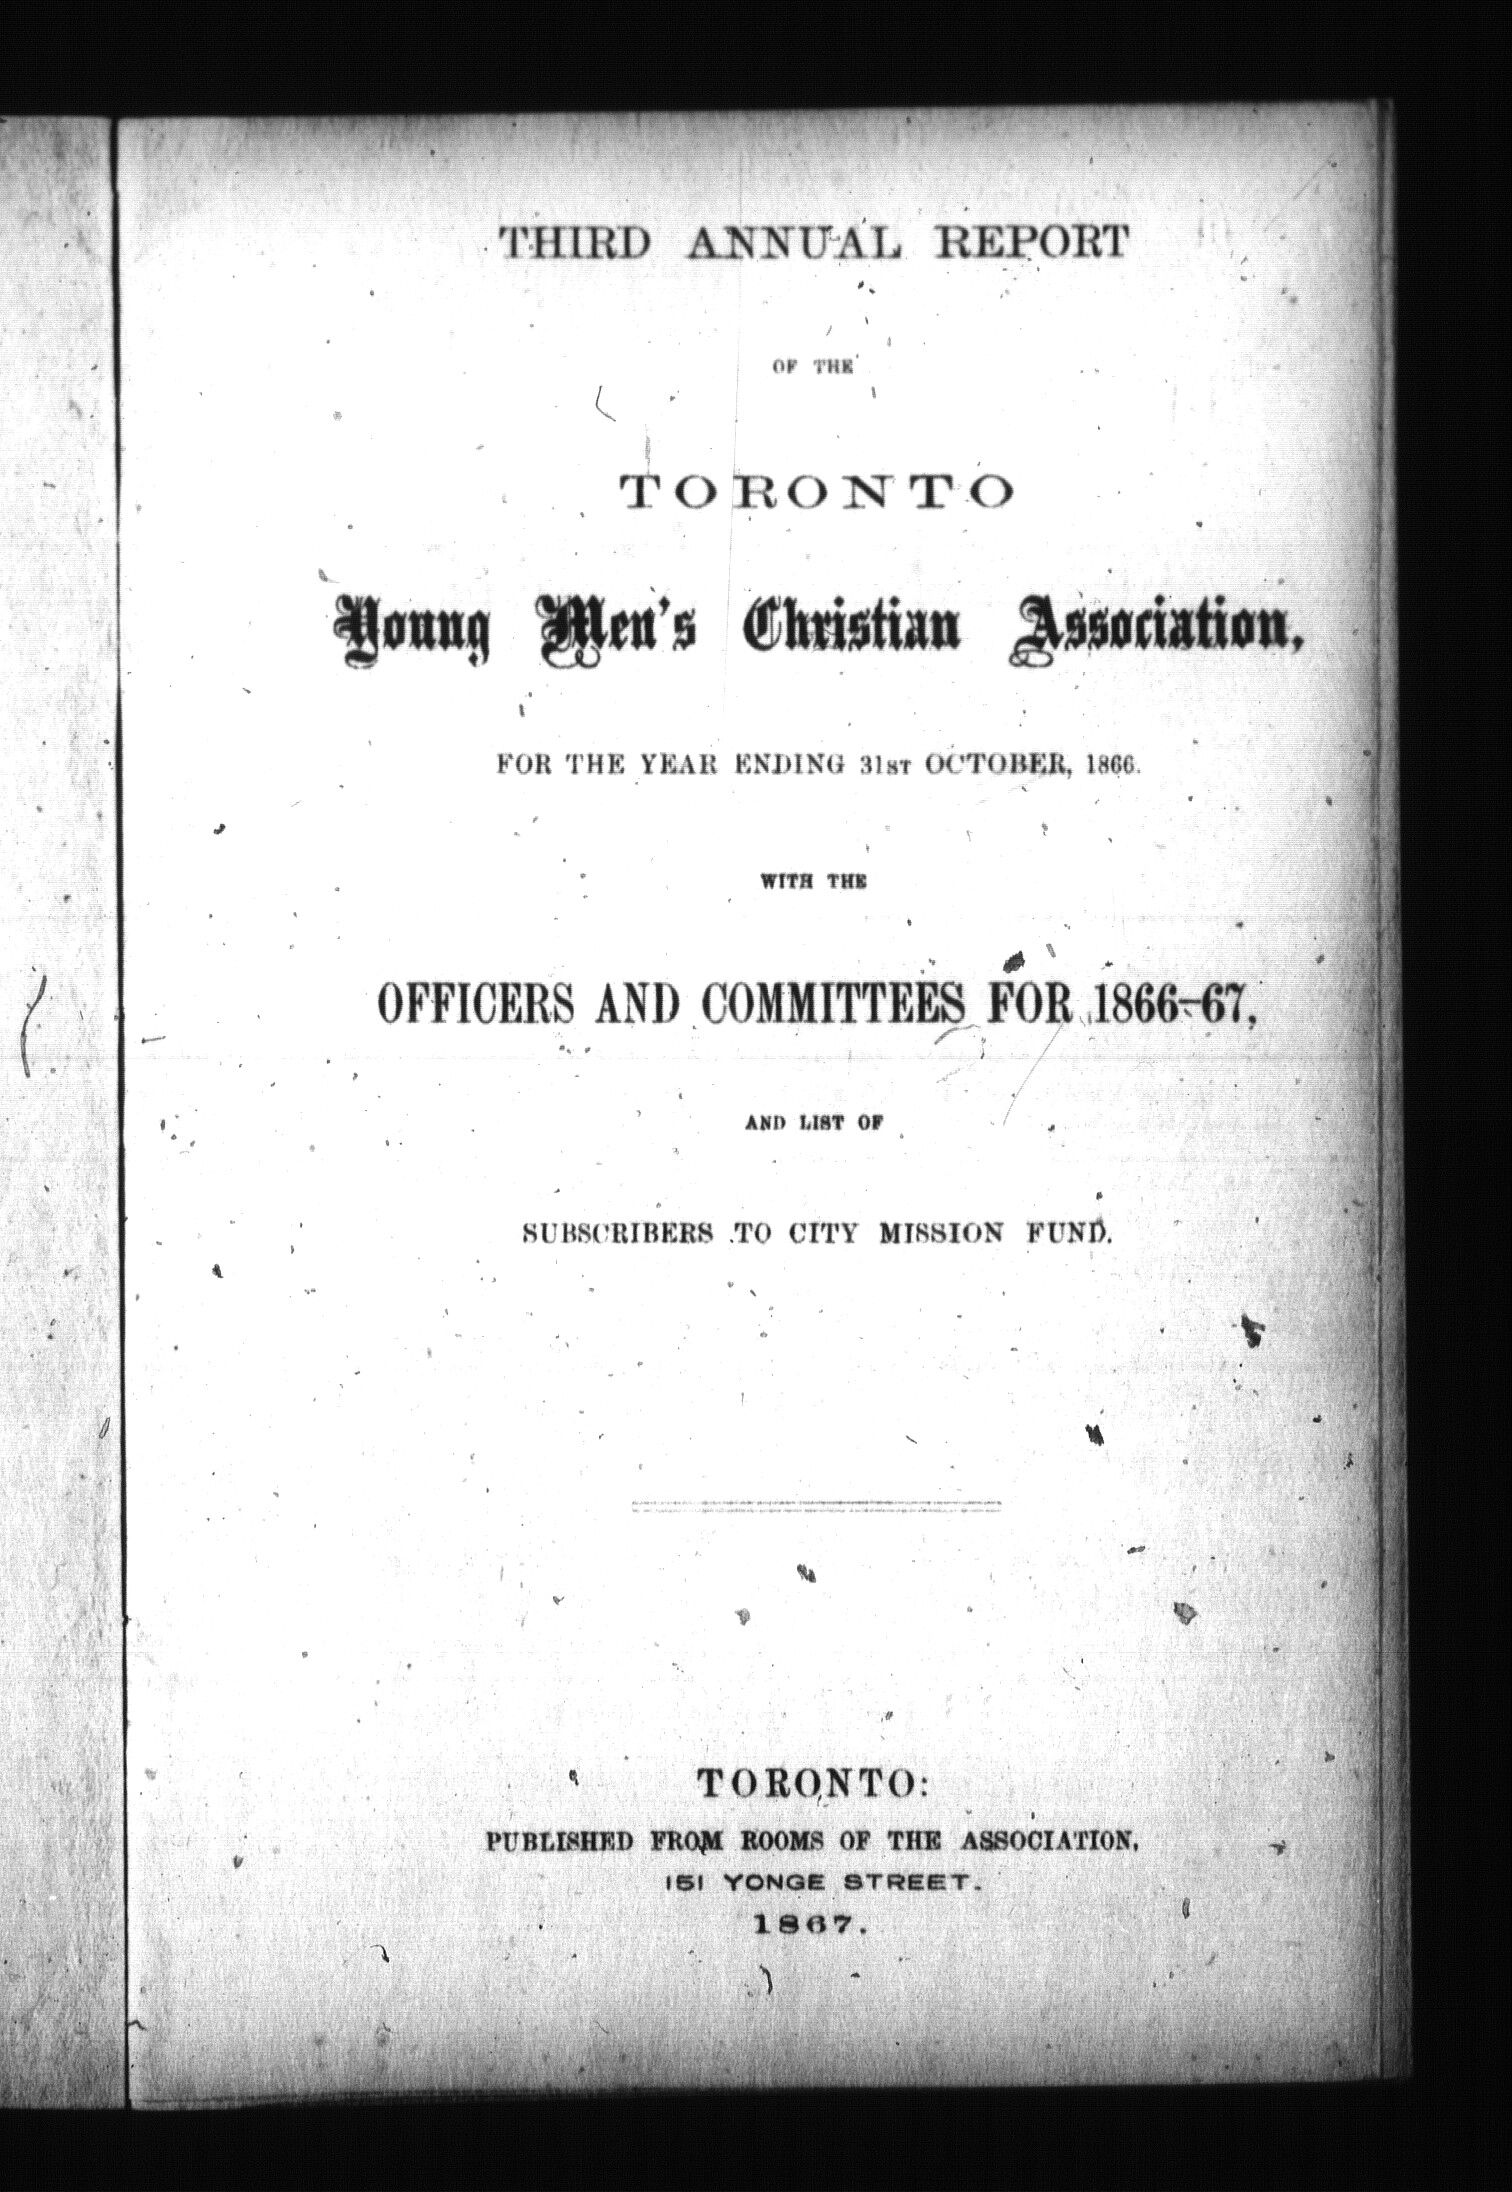 THIRD ANNUAL REPORT
OF THE
TORONTO
Young Men's Christian Association,
FOR THE YEAR ENDING 31ST OCTOBER, 1866.
WITH THE
OFFICERS AND COMMITTEES FOR 1866-67,
AND LIST OF
SUBSCRIBERS TO CITY MISSION FUND.
TORONTO:
PUBLISHED FROM ROOMS OF THE ASSOCIATION,
151 YONGE STREET.
1867.